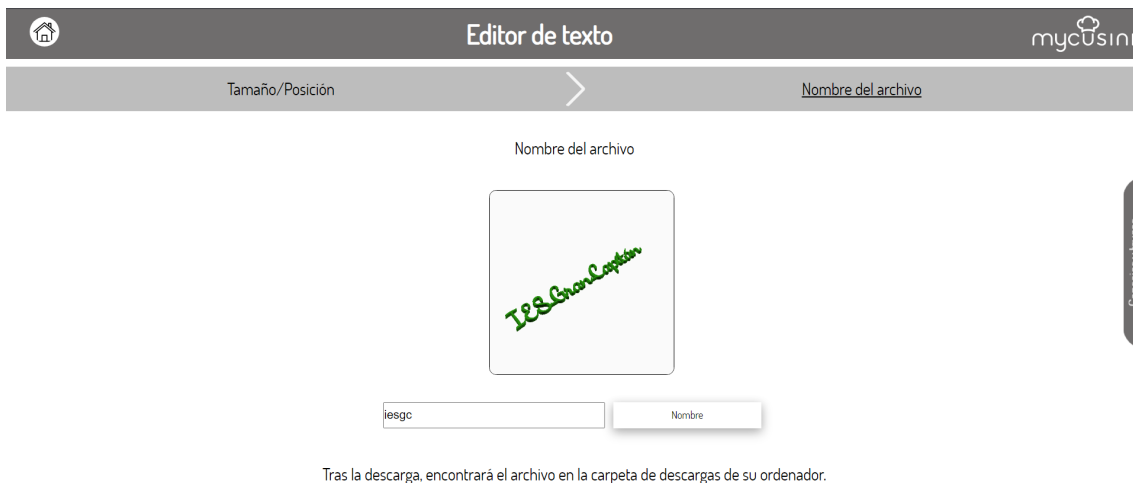 Editor de texto
mycusini
Tamaño/Posición
Nombre del archivo
Nombre del archivo
IESGranCapitán
iesgc
Nombre
Tras la descarga, encontrará el archivo en la carpeta de descargas de su ordenador.